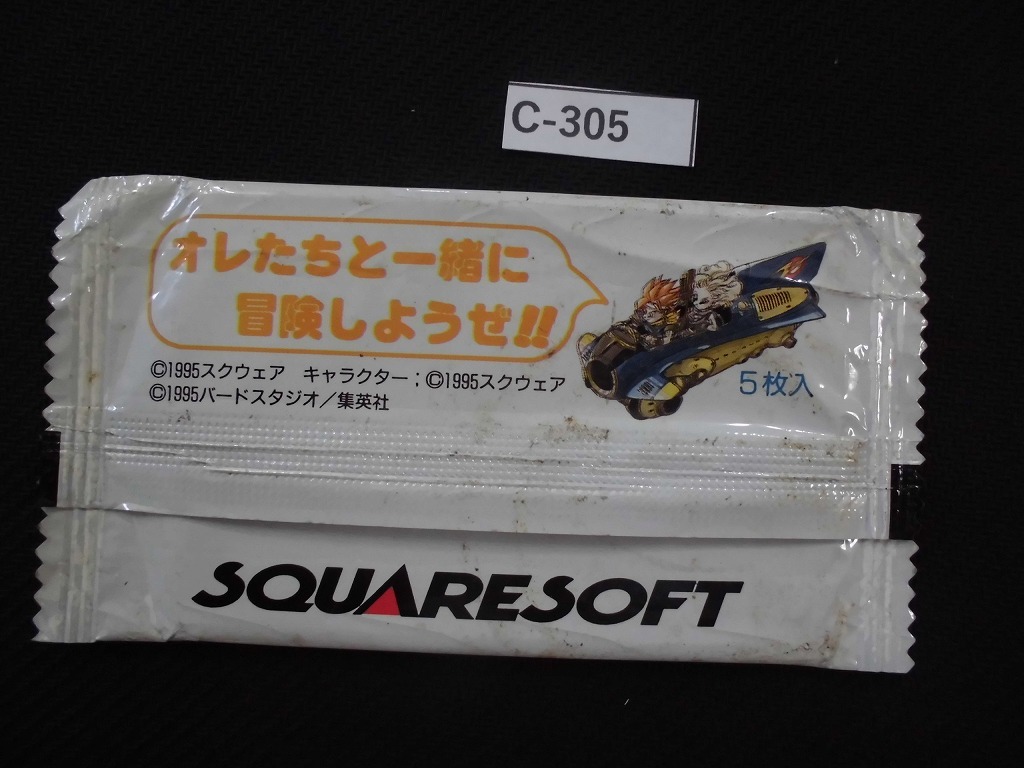 C-305
オレたちと一緒に
冒険しようぜ!!
©1995スクウェア　キャラクター；©1995スクウェア
©1995バードスタジオ／集英社
5枚入
SQUARESOFT